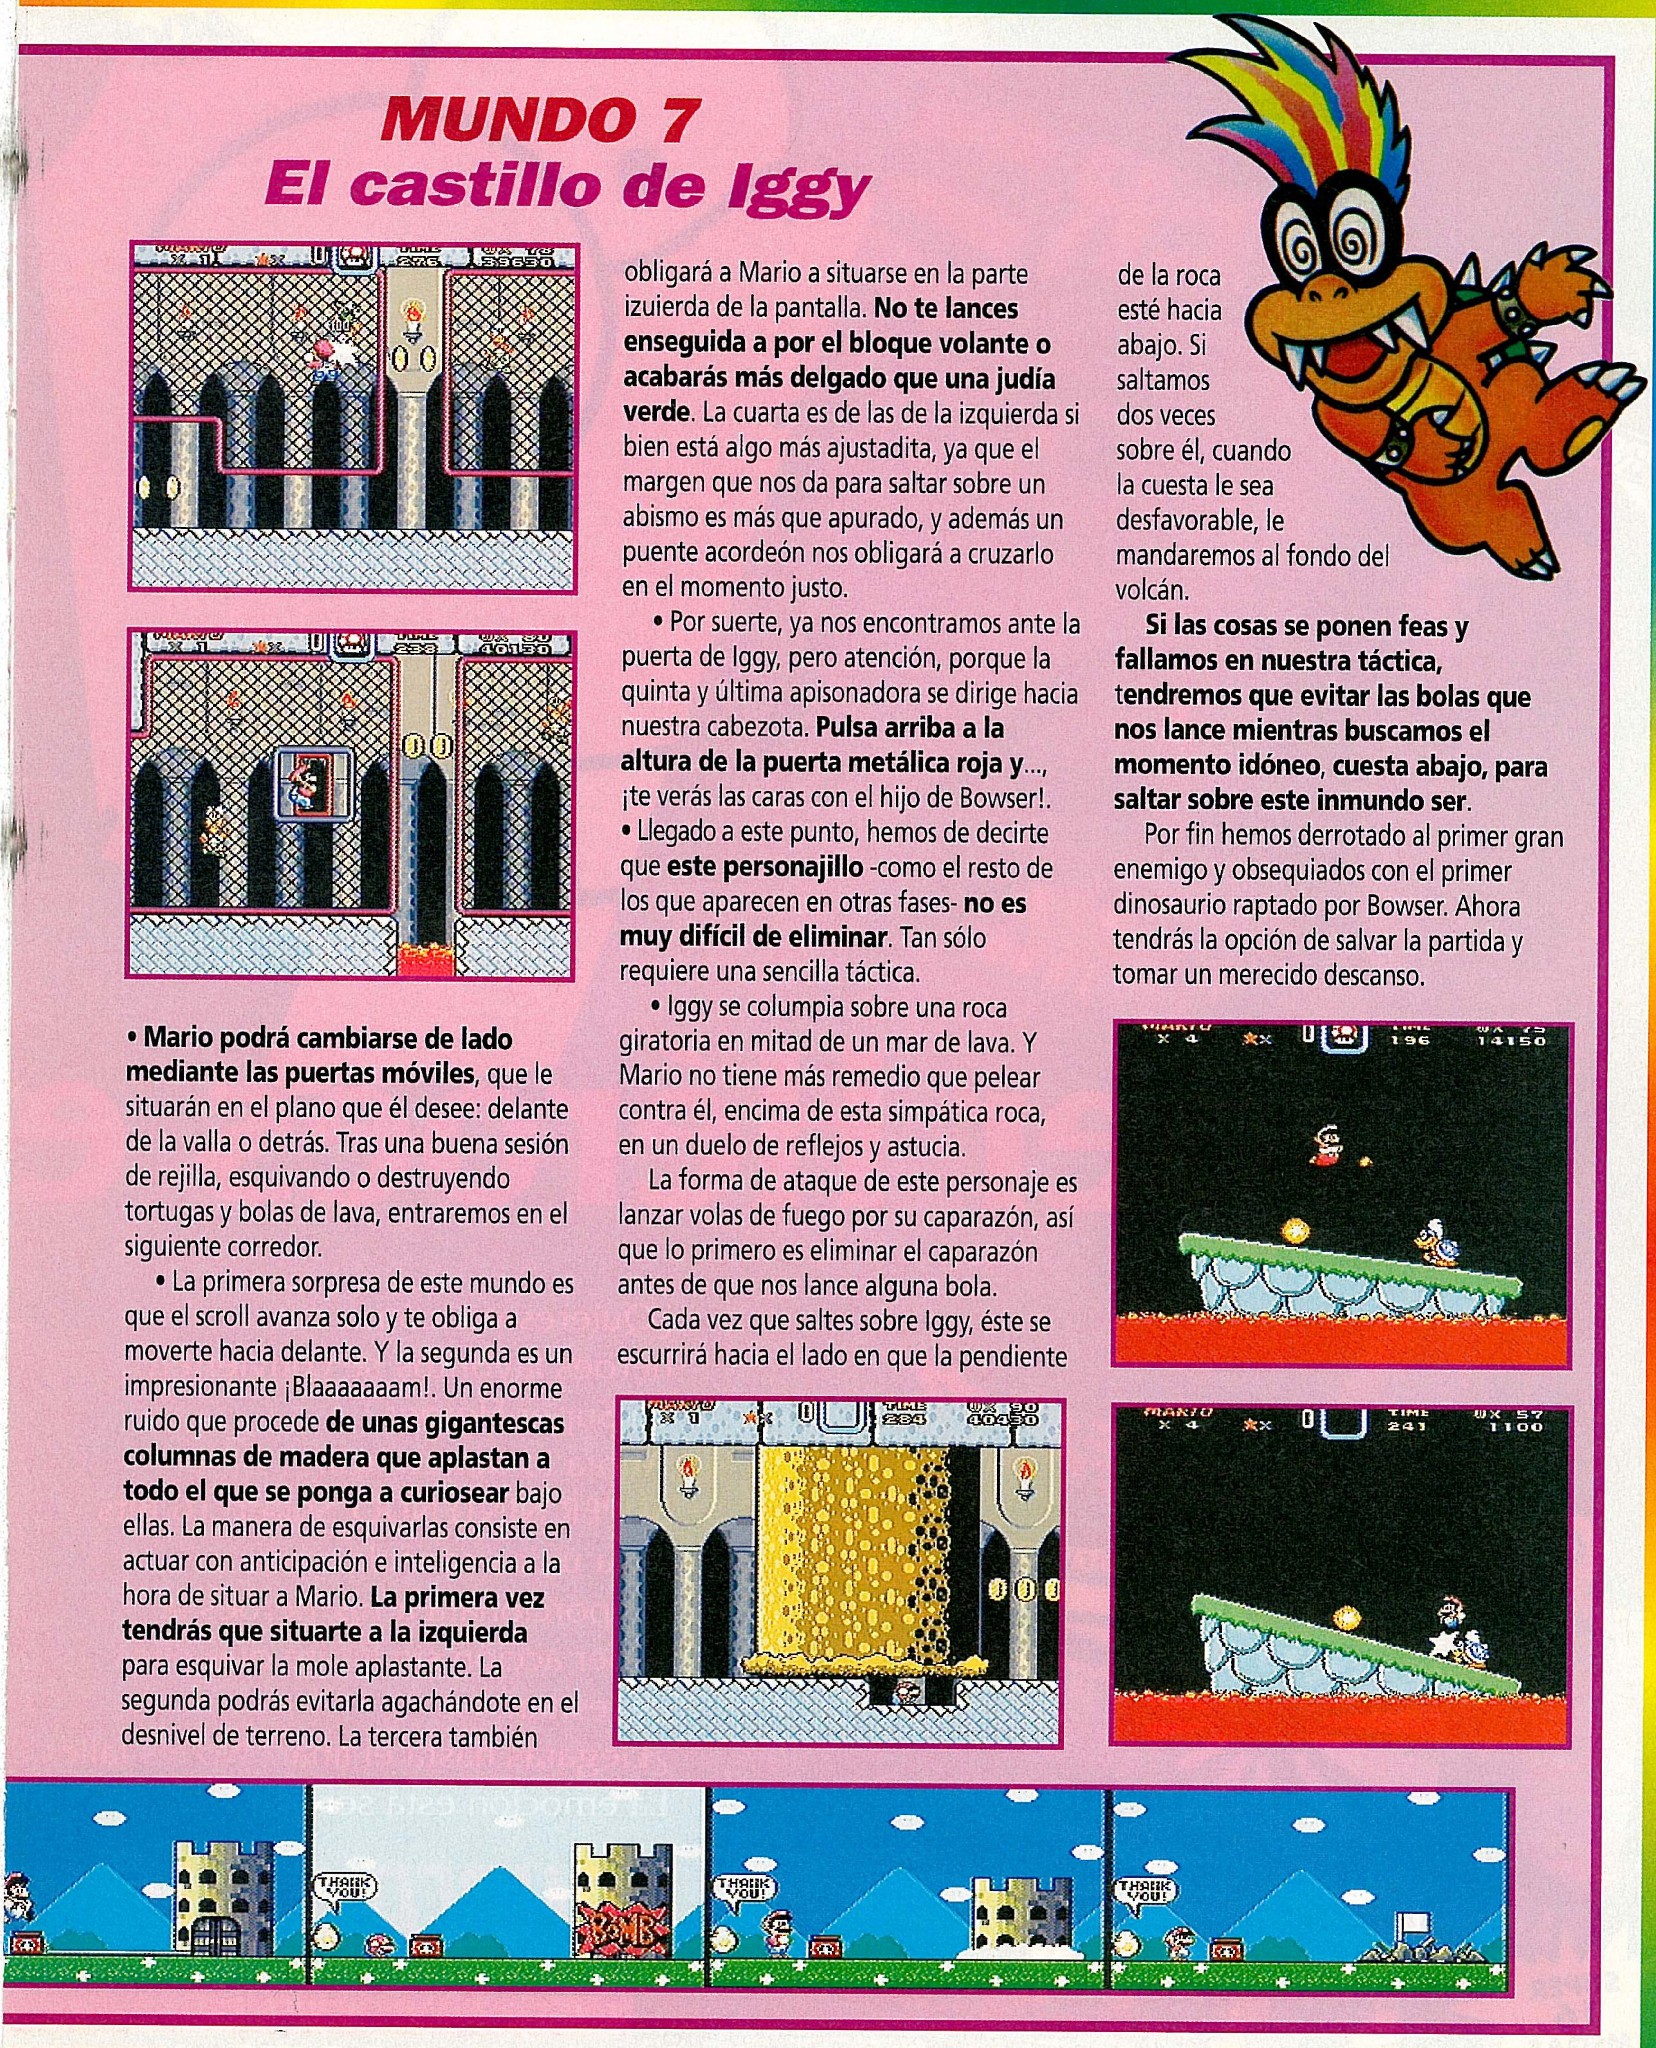 MUNDO 7
El castillo de Iggy
MARIO
TIME
x 1
0
276
39630
MARIO
TIME
x 1
0
238
40130
• Mario podrá cambiarse de lado
mediante las puertas móviles, que le
situarán en el plano que él desee: delante
de la valla o detrás. Tras una buena sesión
de rejilla, esquivando o destruyendo
tortugas y bolas de lava, entraremos en el
siguiente corredor.
• La primera sorpresa de este mundo es
que el scroll avanza solo y te obliga a
moverte hacia delante. Y la segunda es un
impresionante ¡Blaaaaaaam!. Un enorme
ruido que procede de unas gigantescas
columnas de madera que aplastan a
todo el que se ponga a curiosear bajo
ellas. La manera de esquivarlas consiste en
actuar con anticipación e inteligencia a la
hora de situar a Mario. La primera vez
tendrás que situarte a la izquierda
para esquivar la mole aplastante. La
segunda podrás evitarla agachándote en el
desnivel de terreno. La tercera también
obligará a Mario a situarse en la parte
izuierda de la pantalla. No te lances
enseguida a por el bloque volante o
acabarás más delgado que una judía
verde. La cuarta es de las de la izquierda si
bien está algo más ajustadita, ya que el
margen que nos da para saltar sobre un
abismo es más que apurado, y además un
puente acordeón nos obligará a cruzarlo
en el momento justo.
• Por suerte, ya nos encontramos ante la
puerta de Iggy, pero atención, porque la
quinta y última apisonadora se dirige hacia
nuestra cabezota. Pulsa arriba a la
altura de la puerta metálica roja y...,
¡te verás las caras con el hijo de Bowser!.
• Llegado a este punto, hemos de decirte
que este personajillo -como el resto de
los que aparecen en otras fases- no es
muy difícil de eliminar. Tan sólo
requiere una sencilla táctica.
• Iggy se columpia sobre una roca
giratoria en mitad de un mar de lava. Y
Mario no tiene más remedio que pelear
contra él, encima de esta simpática roca,
en un duelo de reflejos y astucia.
La forma de ataque de este personaje es
lanzar volas de fuego por su caparazón, así
que lo primero es eliminar el caparazón
antes de que nos lance alguna bola.
Cada vez que saltes sobre Iggy, éste se
escurrirá hacia el lado en que la pendiente
MARIO
TIME
x 1
0
284
40430
de la roca
esté hacia
abajo. Si
saltamos
dos veces
sobre él, cuando
la cuesta le sea
desfavorable, le
mandaremos al fondo del
volcán.
Si las cosas se ponen feas y
fallamos en nuestra táctica,
tendremos que evitar las bolas que
nos lance mientras buscamos el
momento idóneo, cuesta abajo, para
saltar sobre este inmundo ser.
Por fin hemos derrotado al primer gran
enemigo y obsequiados con el primer
dinosaurio raptado por Bowser. Ahora
tendrás la opción de salvar la partida y
tomar un merecido descanso.
MARIO
TIME
x 75
x 4
0
196
14150
MARIO
TIME
x 57
x 4
0
241
1100
THANK
YOU!
BOMB
THANK
YOU!
THANK
YOU!